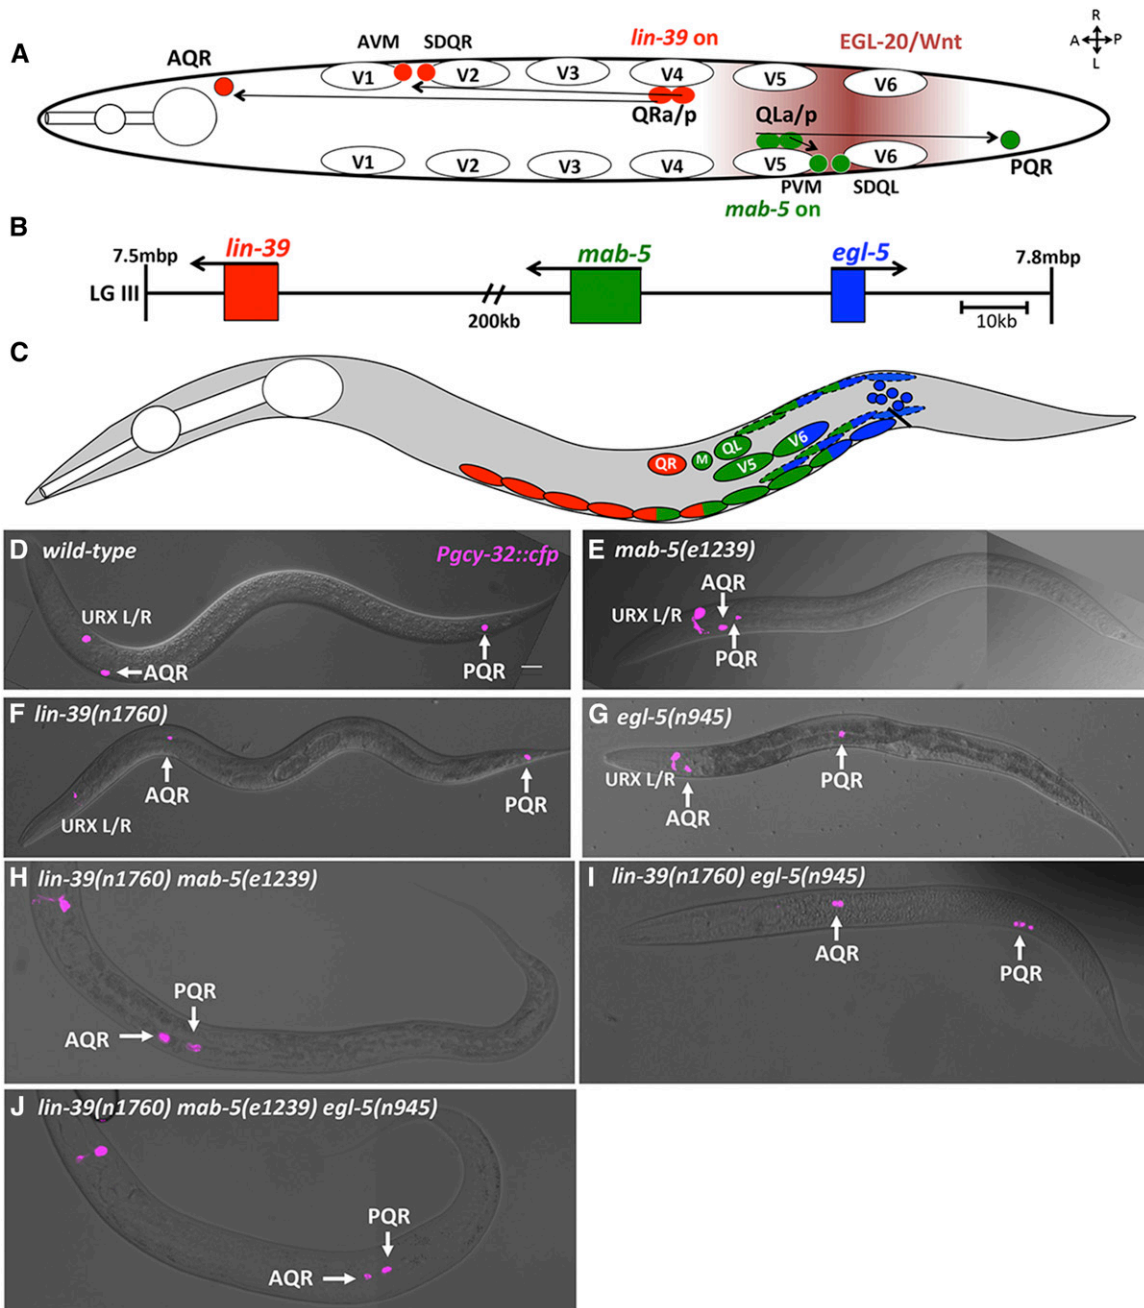 A
AQR
AVM
SDQR
lin-39 on
EGL-20/Wnt
R
A
P
L
V1
V2
V3
V4
V5
V6
QRa/p
QLa/p
V1
V2
V3
V4
V5
V6
PVM
SDQL
PQR
mab-5 on
B
7.5mbp
lin-39
mab-5
egl-5
7.8mbp
LG III
200kb
10kb
C
QR
M
QL
V5
V6
D wild-type
Pgcy-32::cfp
URX L/R
AQR
PQR
E mab-5(e1239)
AQR
URX L/R
PQR
F lin-39(n1760)
AQR
URX L/R
PQR
G egl-5(n945)
PQR
URX L/R
AQR
H lin-39(n1760) mab-5(e1239)
PQR
AQR
I lin-39(n1760) egl-5(n945)
AQR
PQR
J lin-39(n1760) mab-5(e1239) egl-5(n945)
PQR
AQR